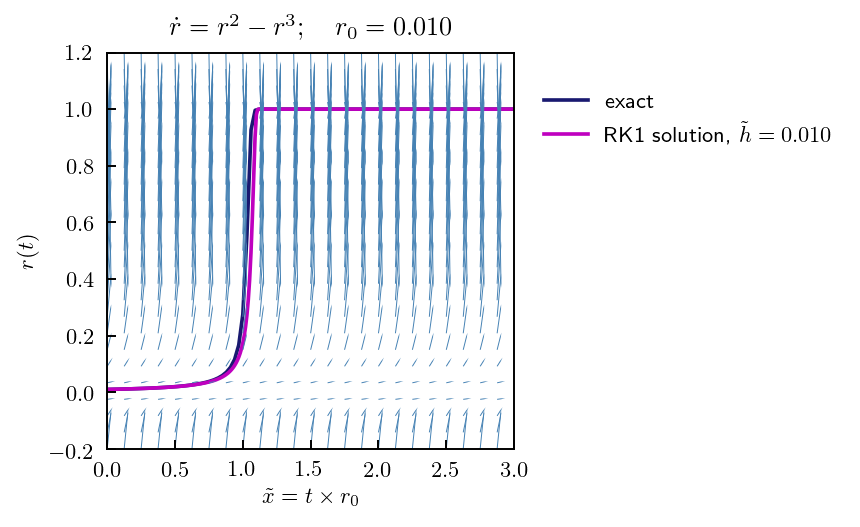 ṙ = r² − r³; r₀ = 0.010
exact
RK1 solution, h̃ = 0.010
1.2
1.0
0.8
0.6
0.4
0.2
0.0
−0.2
r(t)
0.0 0.5 1.0 1.5 2.0 2.5 3.0
x̃ = t × r₀